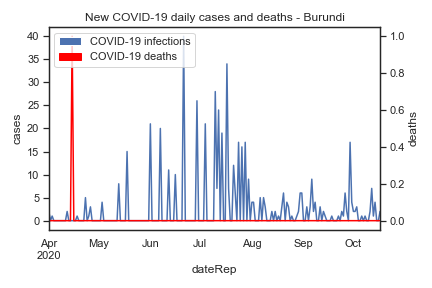 New COVID-19 daily cases and deaths - Burundi
COVID-19 infections
COVID-19 deaths
cases
40
35
30
25
20
15
10
5
0
deaths
1.0
0.8
0.6
0.4
0.2
0.0
Apr May Jun Jul Aug Sep Oct
2020
dateRep